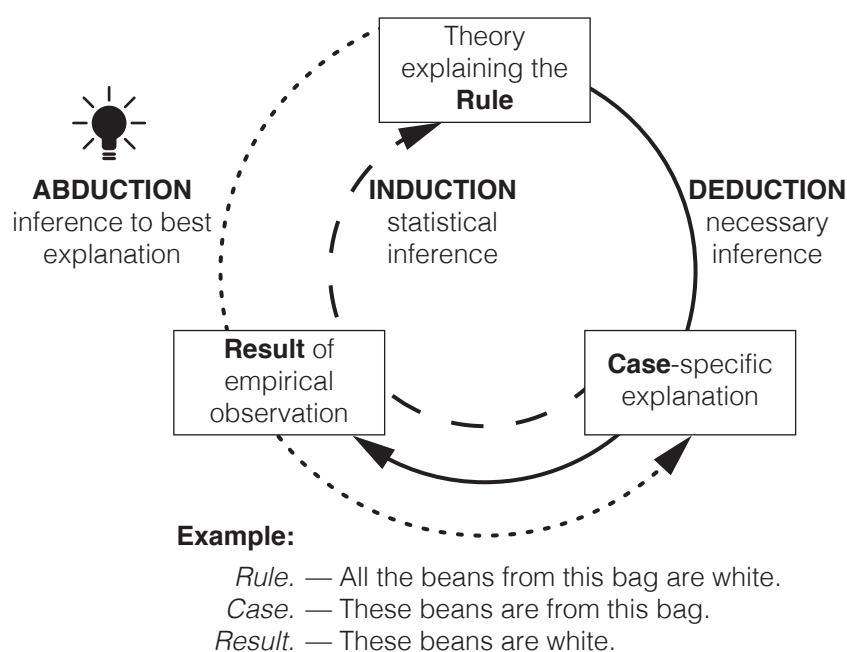 Theory
explaining the
Rule
ABDUCTION
inference to best
explanation
INDUCTION
statistical
inference
DEDUCTION
necessary
inference
Result of
empirical
observation
Case-specific
explanation
Example:
Rule. — All the beans from this bag are white.
Case. — These beans are from this bag.
Result. — These beans are white.